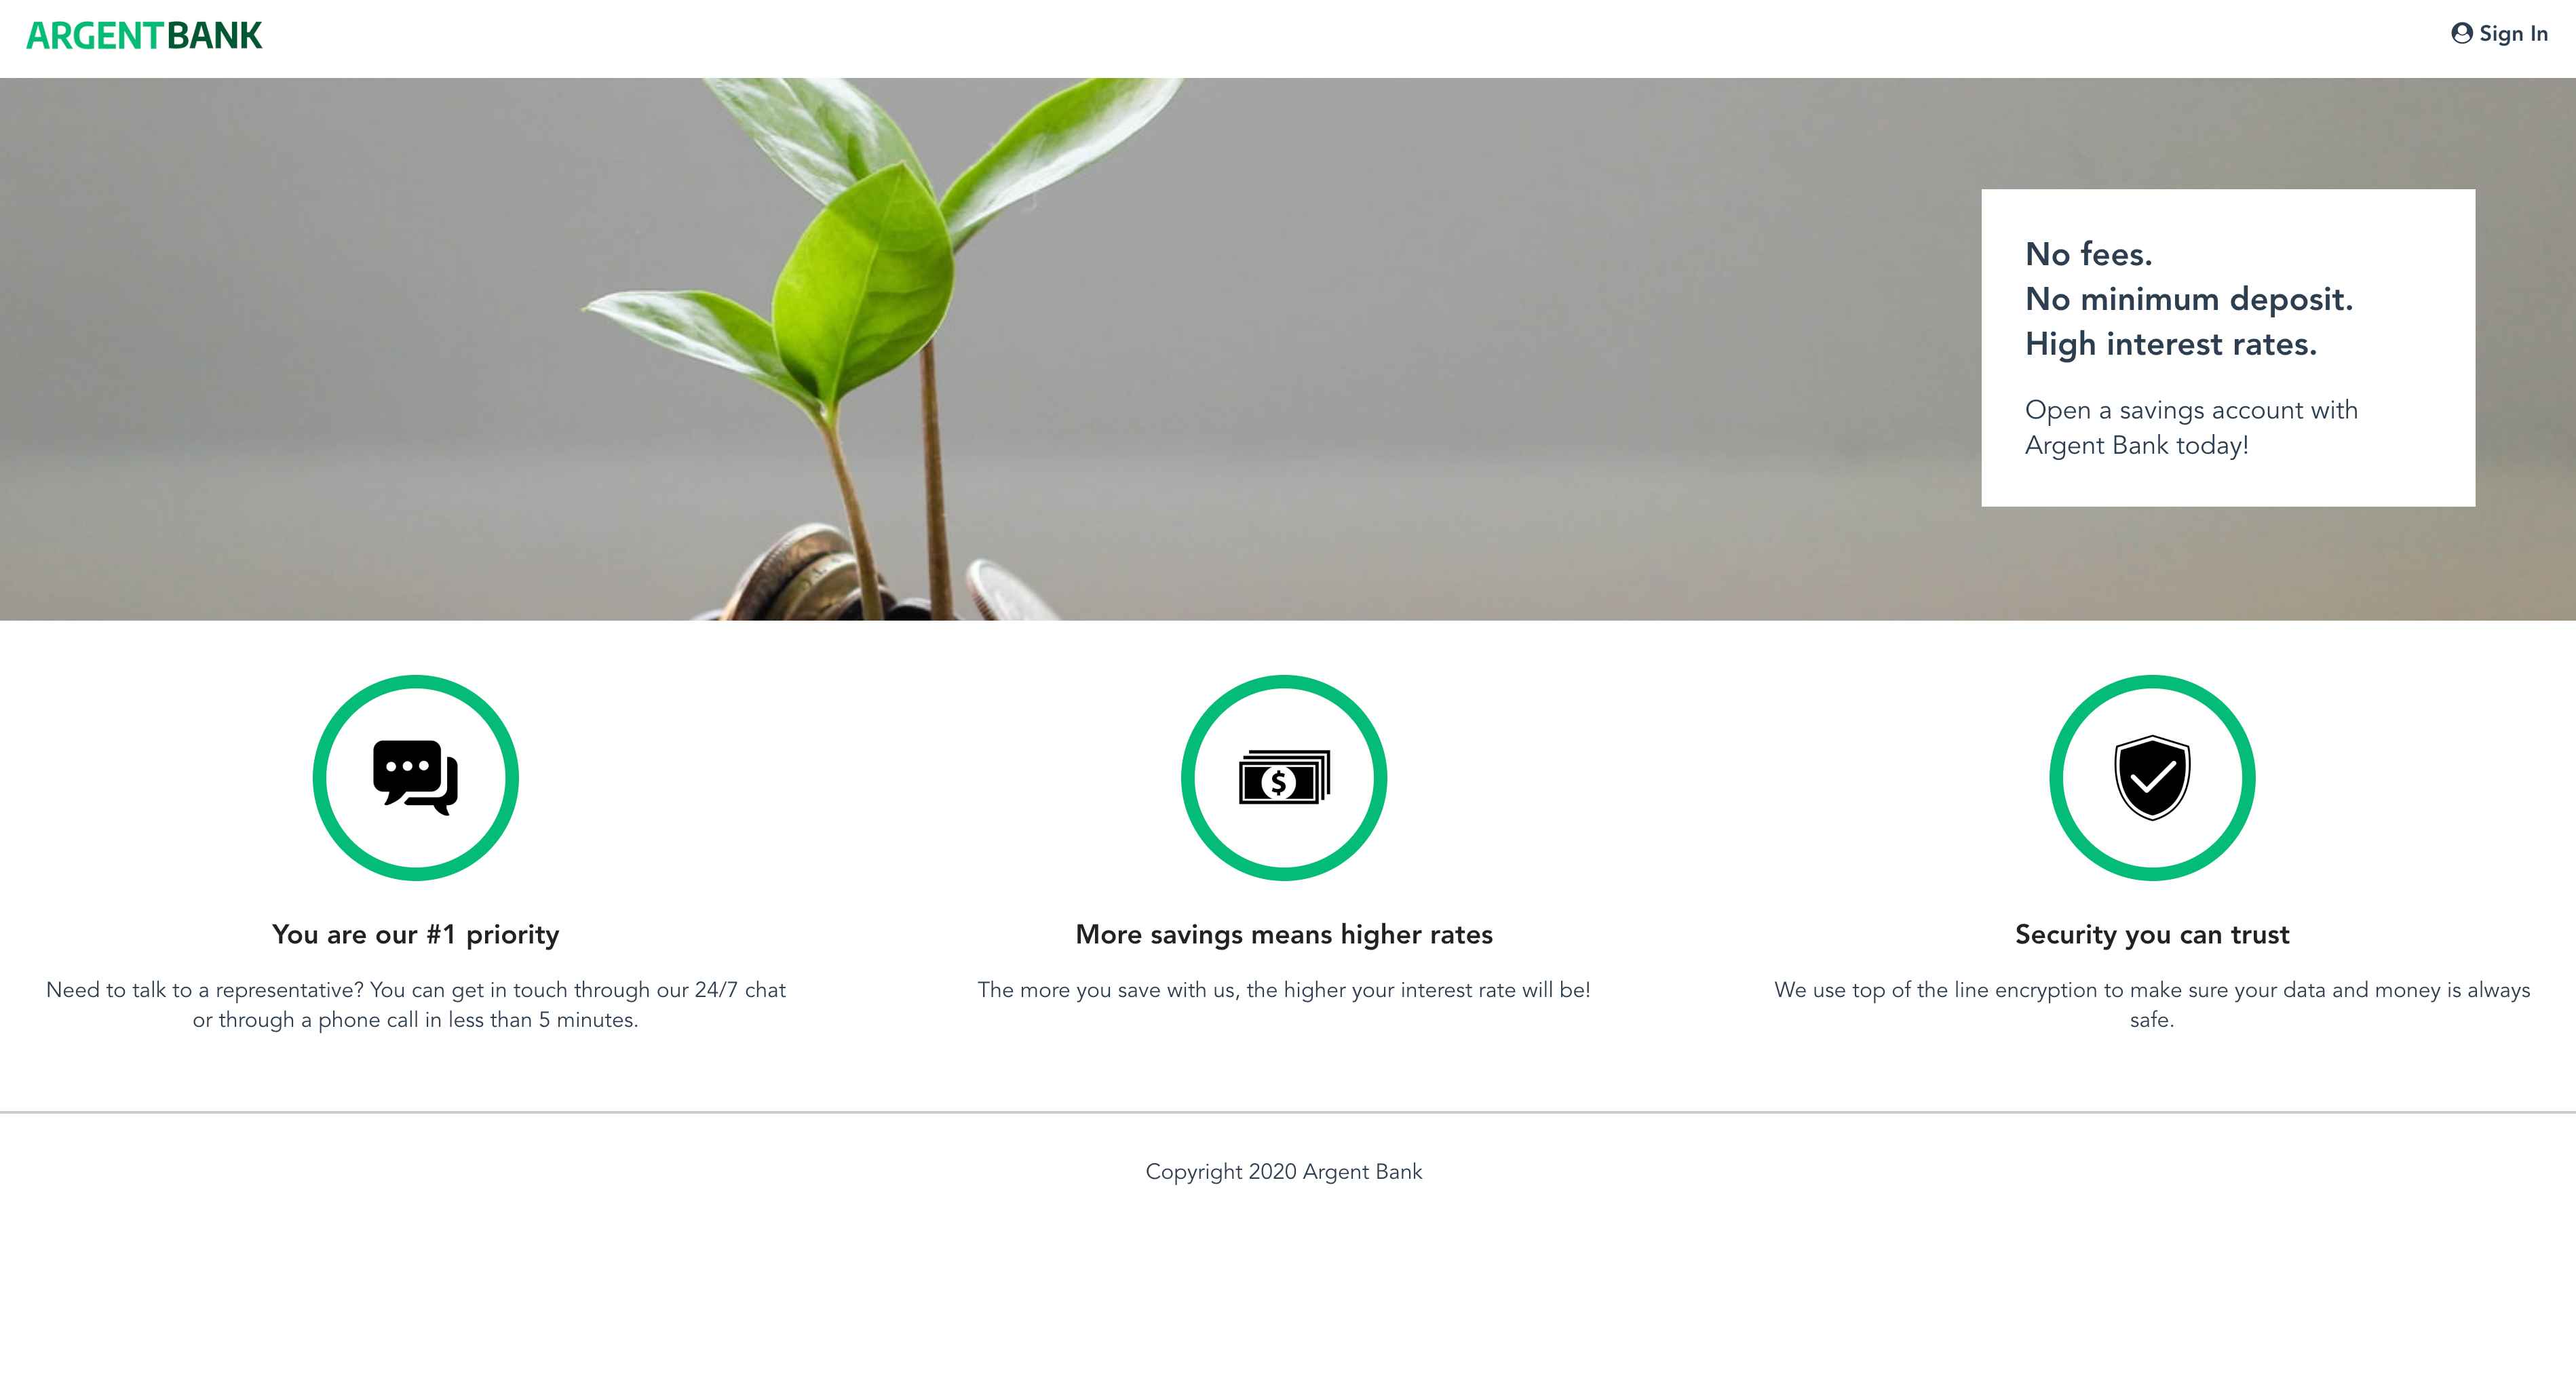 ARGENTBANK
Sign In
No fees.
No minimum deposit.
High interest rates.
Open a savings account with
Argent Bank today!
$
You are our #1 priority
Need to talk to a representative? You can get in touch through our 24/7 chat
or through a phone call in less than 5 minutes.
More savings means higher rates
The more you save with us, the higher your interest rate will be!
Security you can trust
We use top of the line encryption to make sure your data and money is always
safe.
Copyright 2020 Argent Bank